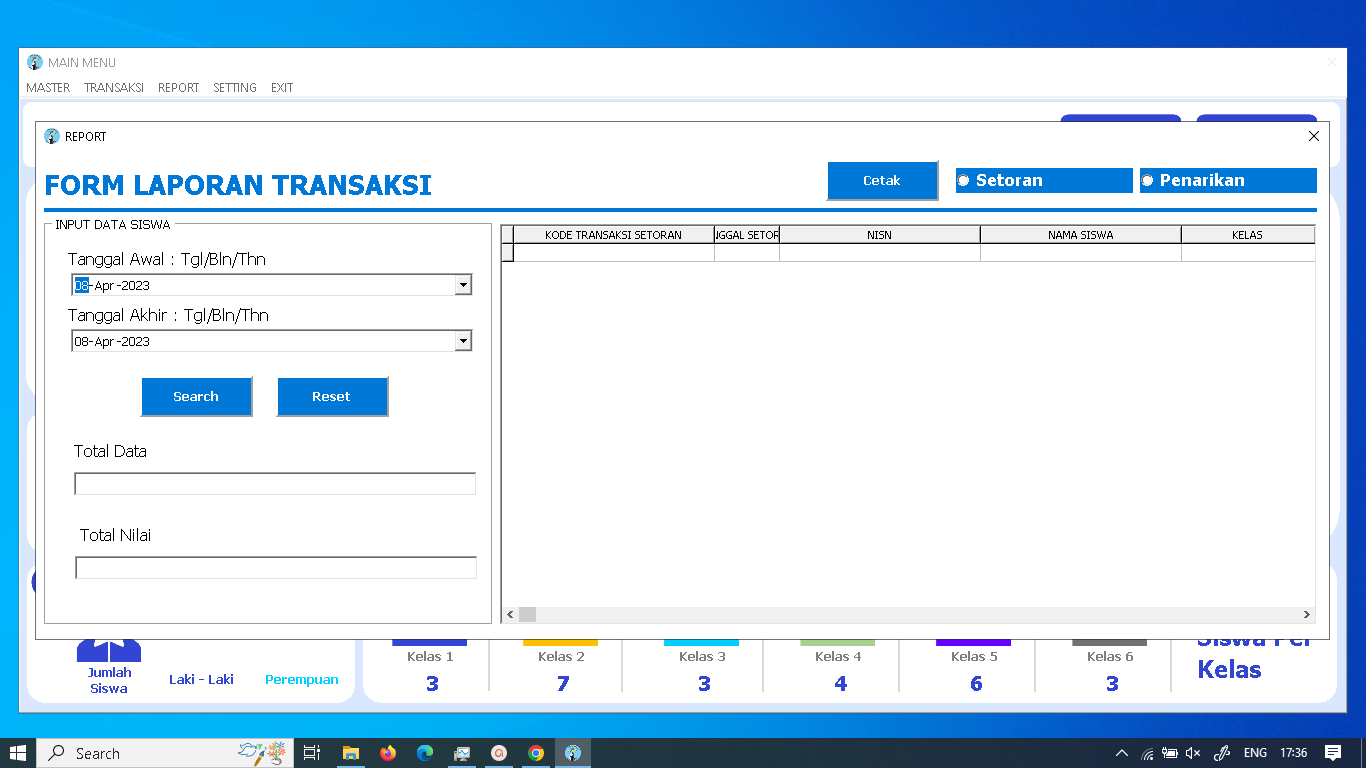 MAIN MENU
MASTER TRANSAKSI REPORT SETTING EXIT
REPORT
FORM LAPORAN TRANSAKSI
Cetak
Setoran
Penarikan
INPUT DATA SISWA
Tanggal Awal : Tgl/Bln/Thn
08-Apr-2023
Tanggal Akhir : Tgl/Bln/Thn
08-Apr-2023
Search Reset
Total Data
Total Nilai
KODE TRANSAKSI SETORAN NISN NAMA SISWA KELAS
Jumlah
Siswa
Laki - Laki
Perempuan
Kelas 1
3
Kelas 2
7
Kelas 3
3
Kelas 4
4
Kelas 5
6
Kelas 6
3
Siswa Per
Kelas
Search
ENG
17:36